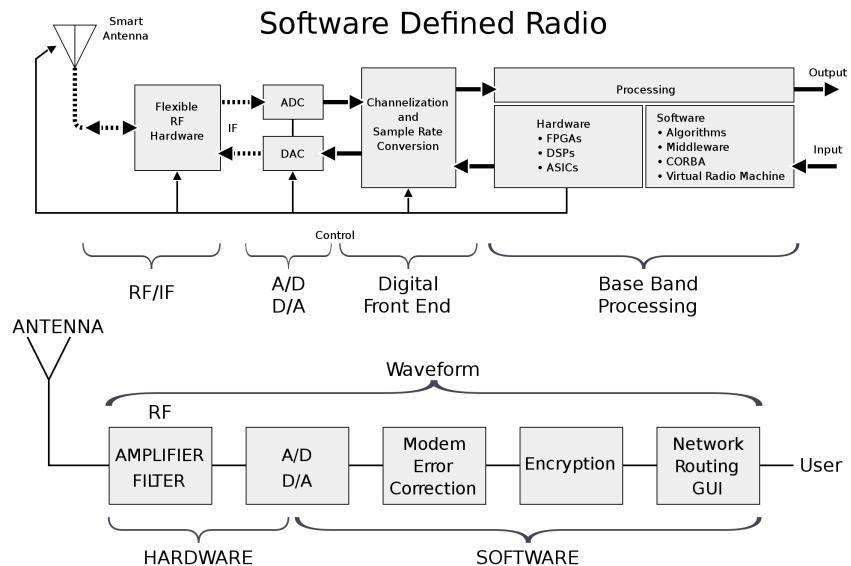 Software Defined Radio
Smart
Antenna
Flexible
RF
Hardware
IF
ADC
DAC
Channelization
and
Sample Rate
Conversion
Processing
Hardware
• FPGAs
• DSPs
• ASICs
Software
• Algorithms
• Middleware
• CORBA
• Virtual Radio Machine
Output
Input
Control
RF/IF
A/D
D/A
Digital
Front End
Base Band
Processing
ANTENNA
Waveform
RF
AMPLIFIER
FILTER
A/D
D/A
Modem
Error
Correction
Encryption
Network
Routing
GUI
User
HARDWARE
SOFTWARE